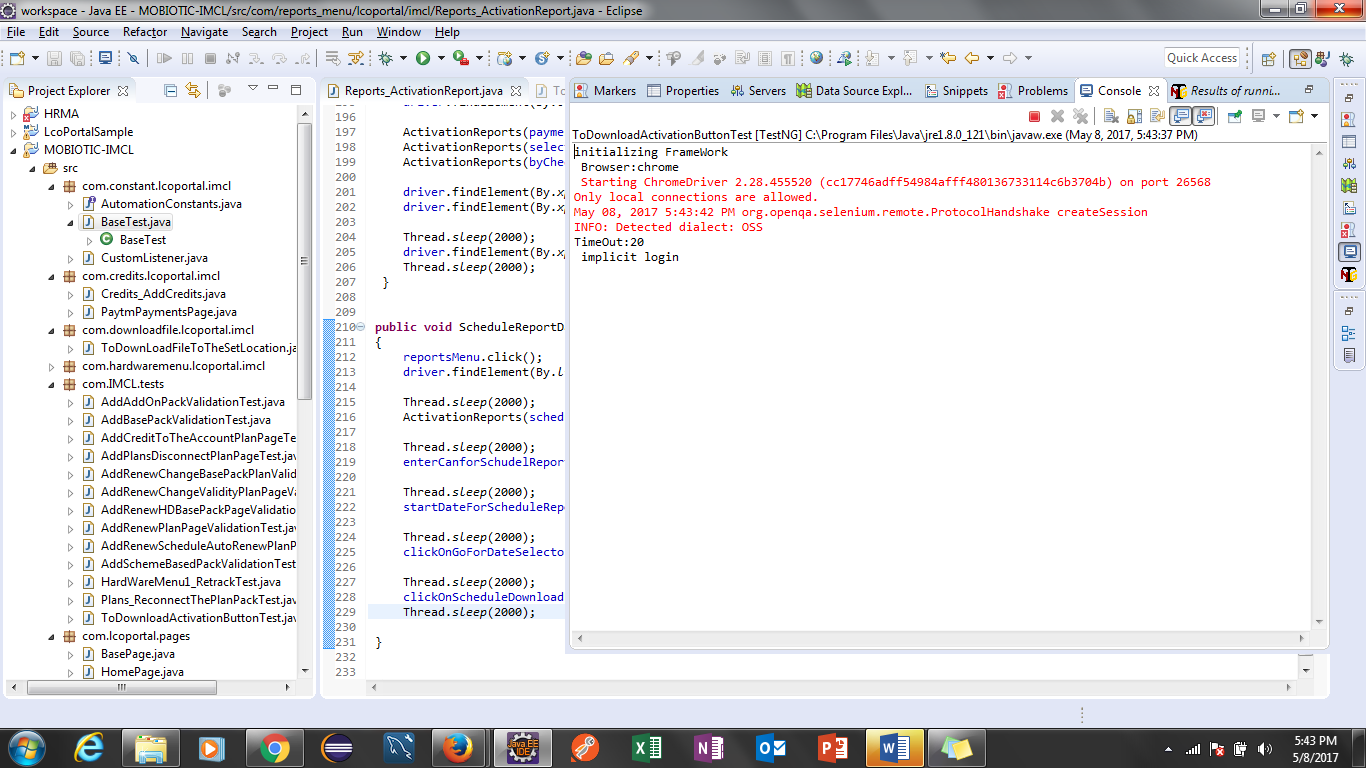 workspace - Java EE - MOBIOTIC-IMCL/src/com/reports_menu/lcoportal/imcl/Reports_ActivationReport.java - Eclipse
File Edit Source Refactor Navigate Search Project Run Window Help
Quick Access
Project Explorer
HRMA
LcoPortalSample
MOBIOTIC-IMCL
src
com.constant.lcoportal.imcl
AutomationConstants.java
BaseTest.java
BaseTest
CustomListener.java
com.credits.lcoportal.imcl
Credits_AddCredits.java
PaytmPaymentsPage.java
com.downloadfile.lcoportal.imcl
ToDownLoadFileToTheSetLocation.ja
com.hardwaremenu.lcoportal.imcl
com.IMCL.tests
AddAddOnPackValidationTest.java
AddBasePackValidationTest.java
AddCreditToTheAccountPlanPageTe
AddPlansDisconnectPlanPageTest.ja
AddRenewChangeBasePackPlanValid
AddRenewChangeValidityPlanPageVa
AddRenewHDBasePackPageValidation
AddRenewPlanPageValidationTest.jav
AddRenewScheduleAutoRenewPlanP
AddSchemeBasedPackValidationTest
HardWareMenu1_RetrackTest.java
Plans_ReconnectThePlanPackTest.jav
ToDownloadActivationButtonTest.jav
com.lcoportal.pages
BasePage.java
HomePage.java
Reports_ActivationReport.java
196
197 ActivationReports(payme
198 ActivationReports(selec
199 ActivationReports(byChe
200
201 driver.findElement(By.xp
202 driver.findElement(By.xp
203
204 Thread.sleep(2000);
205 driver.findElement(By.xp
206 Thread.sleep(2000);
207 }
208
209
210 public void ScheduleReportD
211 {
212 reportsMenu.click();
213 driver.findElement(By.l
214
215 Thread.sleep(2000);
216 ActivationReports(sched
217
218 Thread.sleep(2000);
219 enterCanforSchudelReport
220
221 Thread.sleep(2000);
222 startDateForScheduleRepo
223
224 Thread.sleep(2000);
225 clickOnGoForDateSelecto
226
227 Thread.sleep(2000);
228 clickOnScheduleDownload
229 Thread.sleep(2000);
230
231 }
232
233
Markers Properties Servers Data Source Expl... Snippets Problems Console Results of runni...
ToDownloadActivationButtonTest [TestNG] C:\Program Files\Java\jre1.8.0_121\bin\javaw.exe (May 8, 2017, 5:43:37 PM)
initializing FrameWork
Browser:chrome
Starting ChromeDriver 2.28.455520 (cc17746adff54984afff480136733114c6b3704b) on port 26568
Only local connections are allowed.
May 08, 2017 5:43:42 PM org.openqa.selenium.remote.ProtocolHandshake createSession
INFO: Detected dialect: OSS
TimeOut:20
implicit login
5:43 PM
5/8/2017